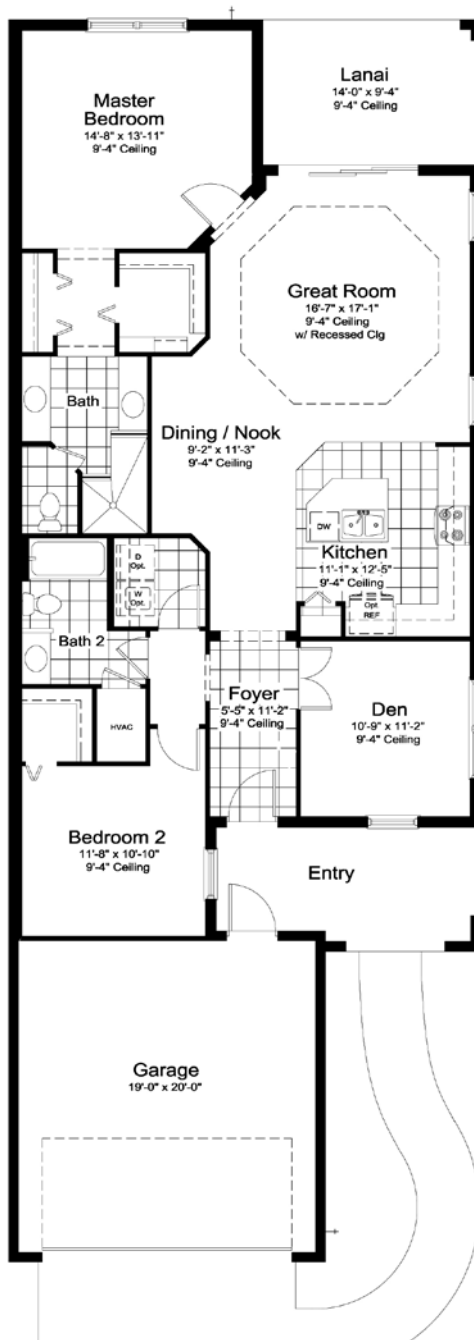 Lanai
14'-0" x 9'-4"
9'-4" Ceiling
Master
Bedroom
14'-8" x 13'-11"
9'-4" Ceiling
Great Room
16'-7" x 17'-1"
9'-4" Ceiling
w/ Recessed Clg
Bath
Dining / Nook
9'-2" x 11'-3"
9'-4" Ceiling
DW
Kitchen
11'-1" x 12'-5"
9'-4" Ceiling
Opt.
REF
D
Opt.
W
Opt.
Bath 2
HVAC
Foyer
5'-5" x 11'-2"
9'-4" Ceiling
Den
10'-9" x 11'-2"
9'-4" Ceiling
Bedroom 2
11'-8" x 10'-10"
9'-4" Ceiling
Entry
Garage
19'-0" x 20'-0"